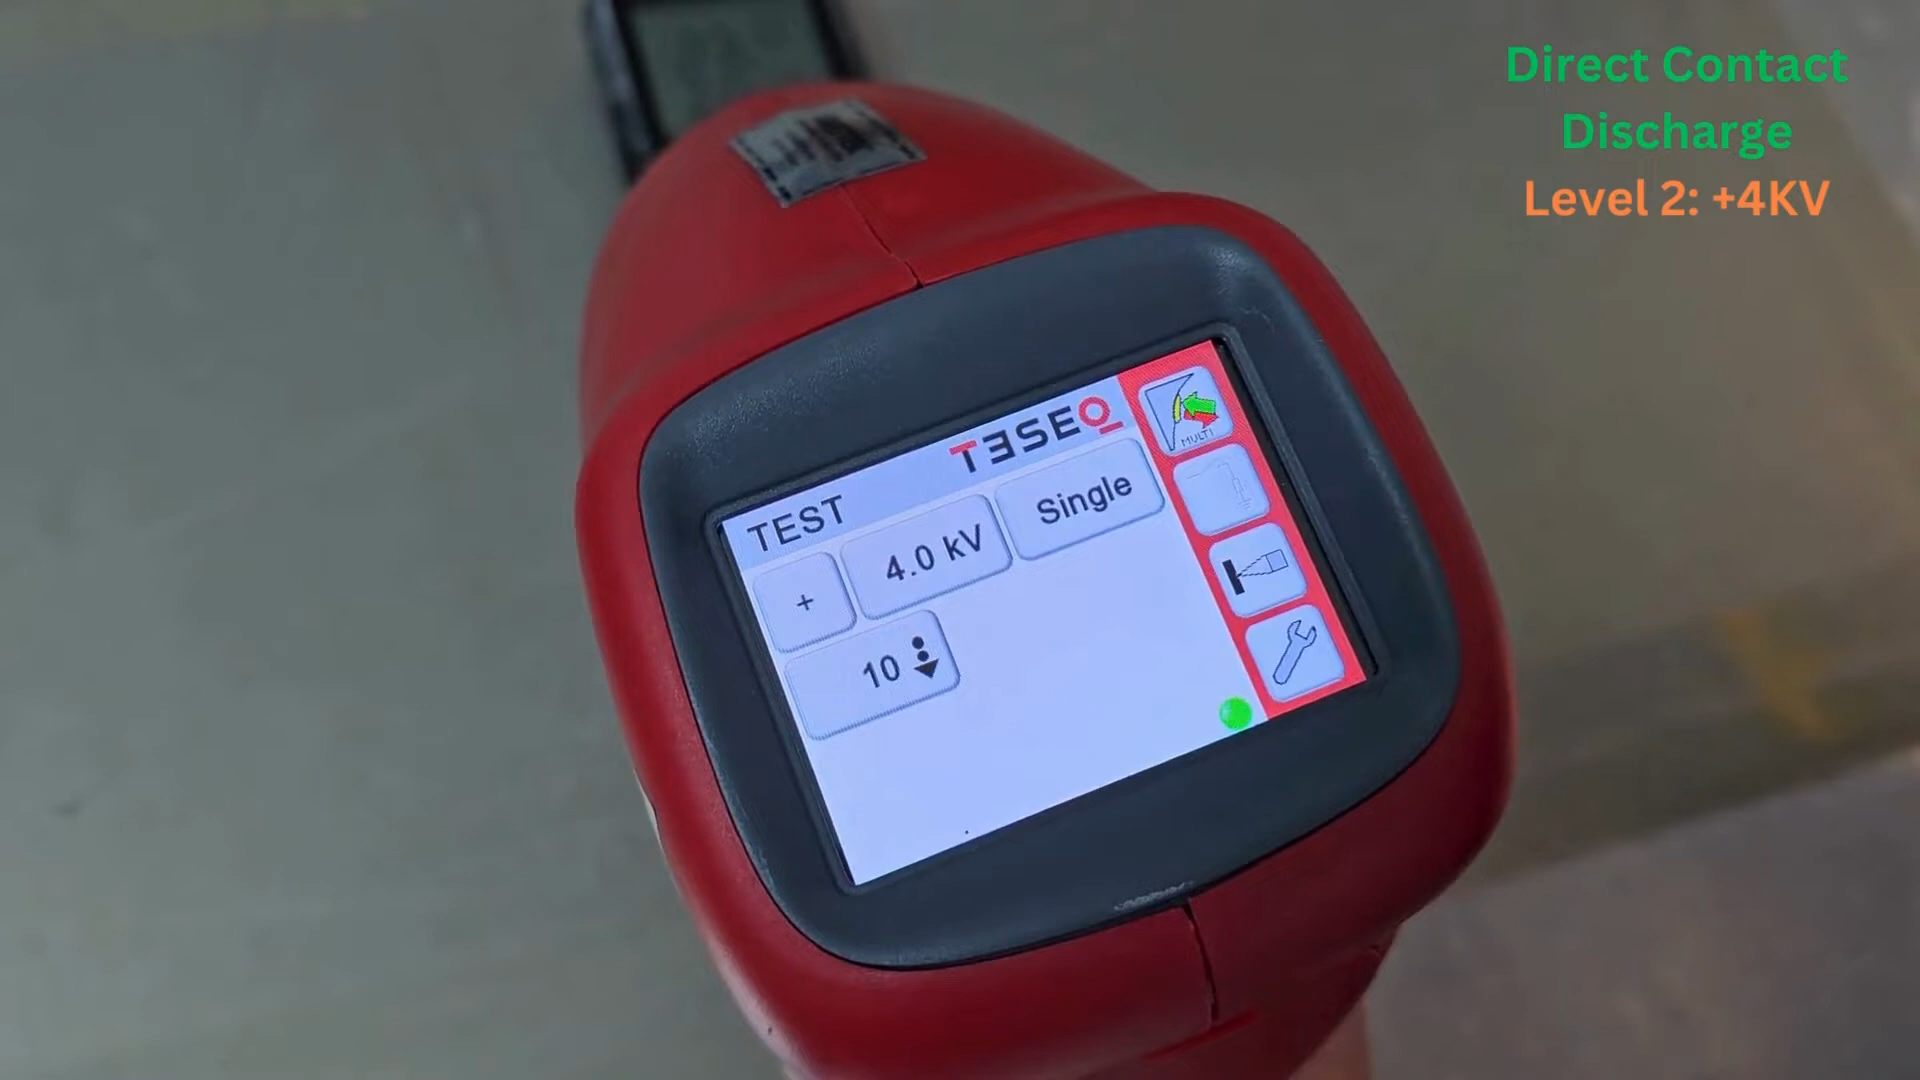 Direct Contact
Discharge
Level 2: +4KV
TESEQ
MULTI
TEST
+
4.0 kV
Single
10